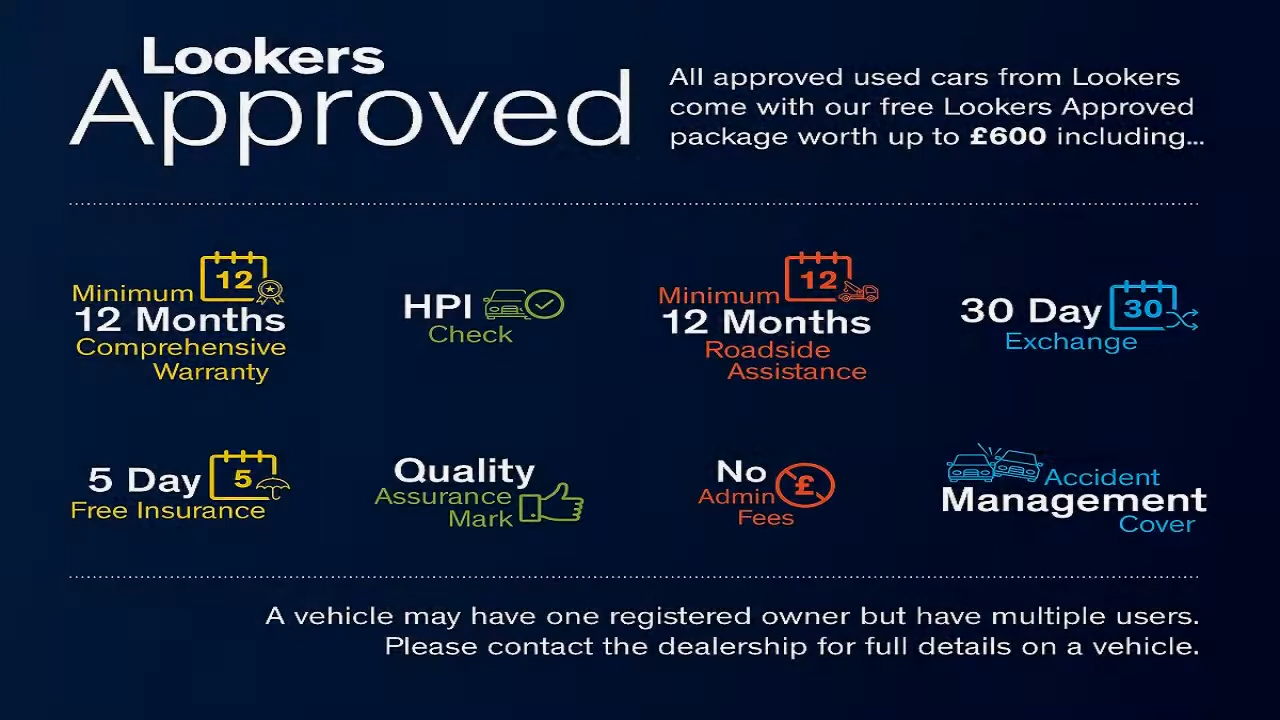 Lookers
Approved
All approved used cars from Lookers
come with our free Lookers Approved
package worth up to £600 including...
12
Minimum
12 Months
Comprehensive
Warranty
HPI
Check
12
Minimum
12 Months
Roadside
Assistance
30 Day 30
Exchange
5 Day 5
Free Insurance
Quality
Assurance
Mark
No £
Admin
Fees
Accident
Management
Cover
A vehicle may have one registered owner but have multiple users.
Please contact the dealership for full details on a vehicle.